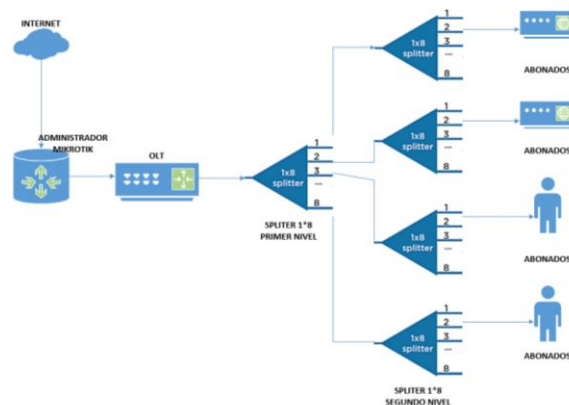 INTERNET
ADMINISTRADOR
MIKROTIK
OLT
1x8
splitter
1
2
3
...
8
SPLITER 1*8
PRIMER NIVEL
1x8
splitter
1
2
3
...
8
ABONADOS
1x8
splitter
1
2
3
...
8
ABONADOS
1x8
splitter
1
2
3
...
8
ABONADOS
1x8
splitter
1
2
3
...
8
ABONADOS
SPLITER 1*8
SEGUNDO NIVEL